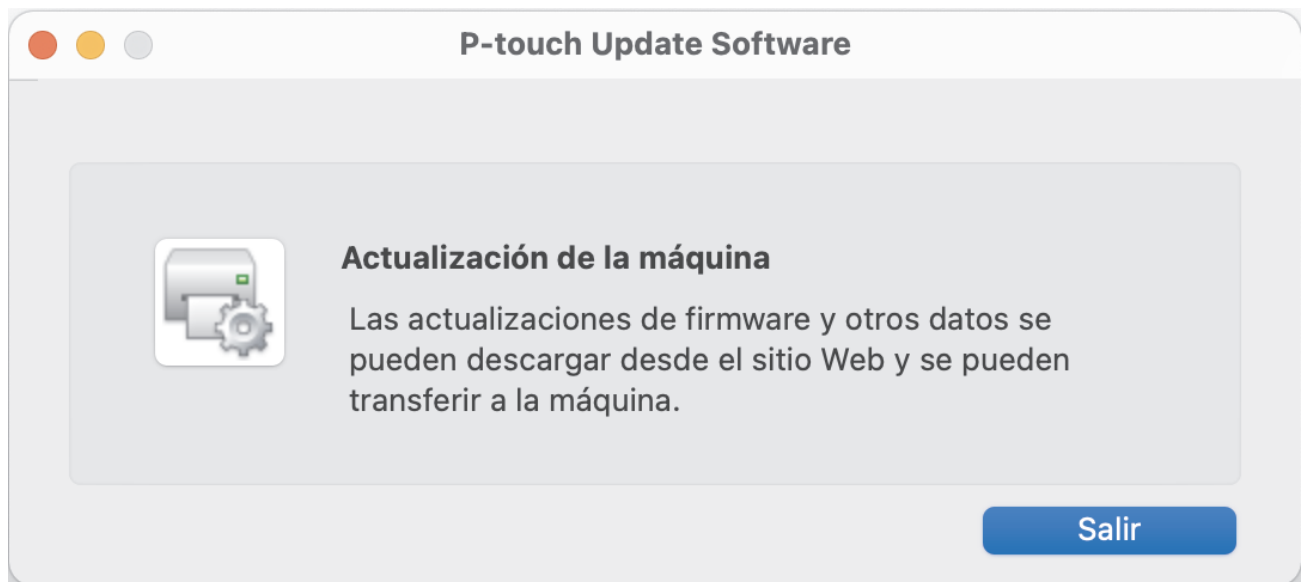 P-touch Update Software
Actualización de la máquina
Las actualizaciones de firmware y otros datos se
pueden descargar desde el sitio Web y se pueden
transferir a la máquina.
Salir